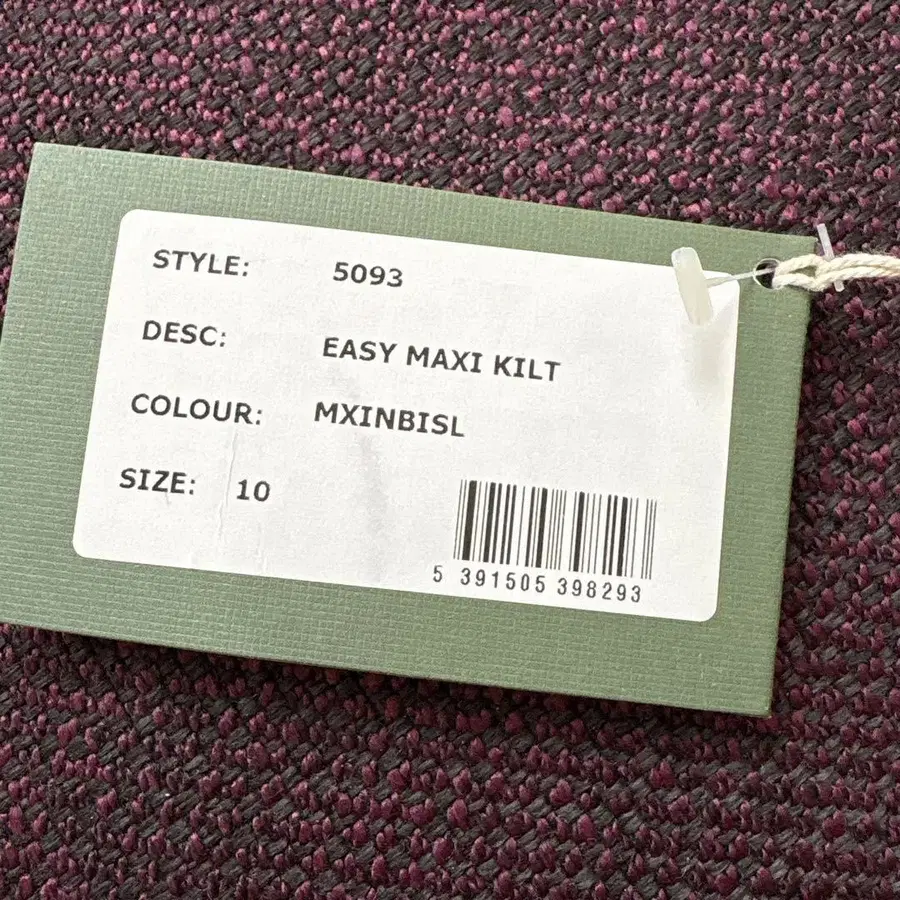 STYLE: 5093
DESC: EASY MAXI KILT
COLOUR: MXINBISL
SIZE: 10
5 391505 398293